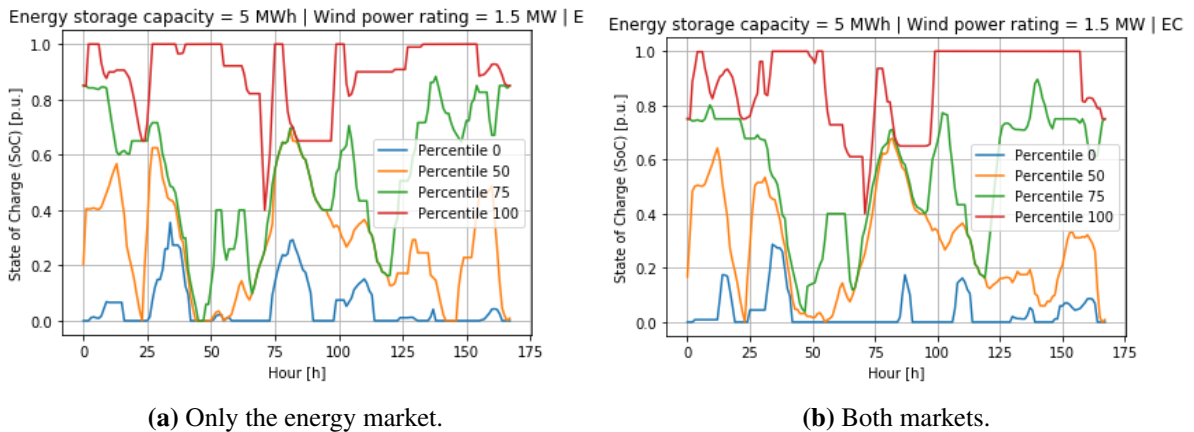 Energy storage capacity = 5 MWh | Wind power rating = 1.5 MW | E
1.0
0.8
0.6
0.4
0.2
0.0
State of Charge (SoC) [p.u.]
Percentile 0
Percentile 50
Percentile 75
Percentile 100
0 25 50 75 100 125 150 175
Hour [h]
(a) Only the energy market.
Energy storage capacity = 5 MWh | Wind power rating = 1.5 MW | EC
1.0
0.8
0.6
0.4
0.2
0.0
State of Charge (SoC) [p.u.]
Percentile 0
Percentile 50
Percentile 75
Percentile 100
0 25 50 75 100 125 150 175
Hour [h]
(b) Both markets.